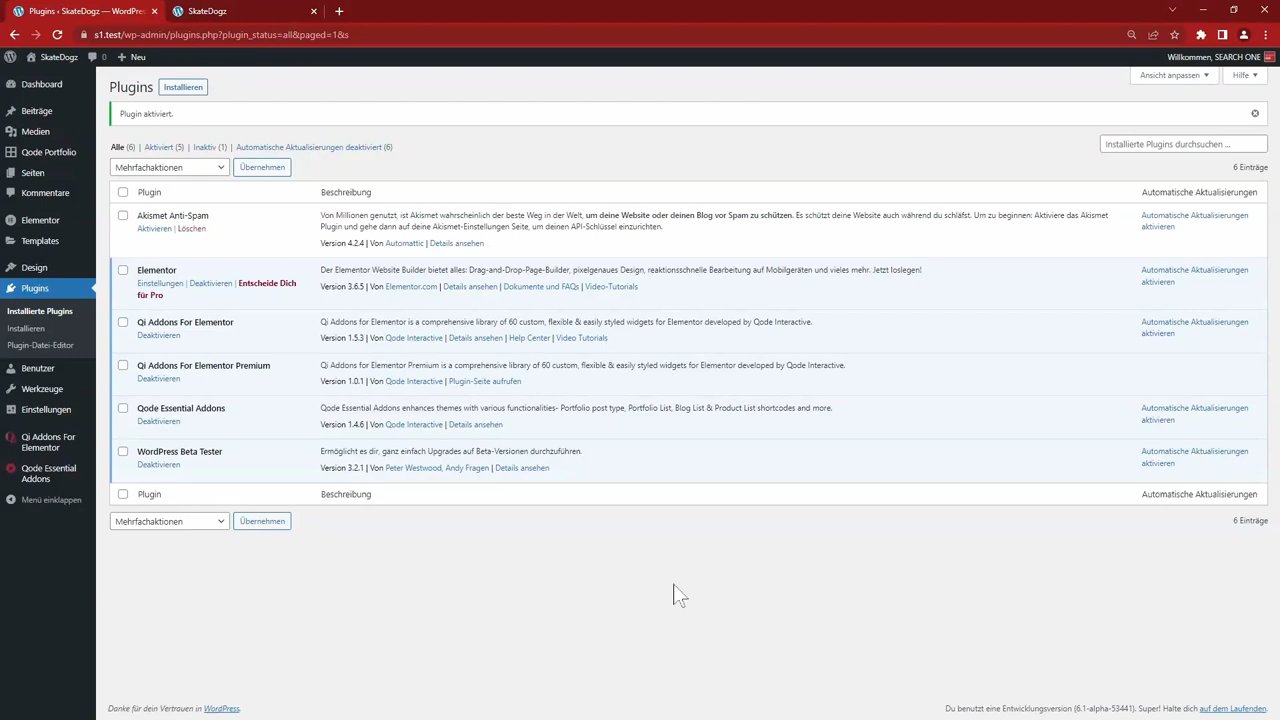 Plugins ‹ SkateDogz — WordPres
SkateDogz
s1.test/wp-admin/plugins.php?plugin_status=all&paged=1&s
SkateDogz 0 Neu
Willkommen, SEARCH ONE
Dashboard
Beiträge
Medien
Qode Portfolio
Seiten
Kommentare
Elementor
Templates
Design
Plugins
Installierte Plugins
Installieren
Plugin-Datei-Editor
Benutzer
Werkzeuge
Einstellungen
Qi Addons For
Elementor
Qode Essential
Addons
Menü einklappen
Ansicht anpassen
Hilfe
Plugins
Installieren
Plugin aktiviert.
Alle (6) | Aktiviert (5) | Inaktiv (1) | Automatische Aktualisierungen deaktiviert (6)
Installierte Plugins durchsuchen ...
Mehrfachaktionen
Übernehmen
6 Einträge
Plugin Beschreibung Automatische Aktualisierungen
Akismet Anti-Spam
Aktivieren | Löschen
Von Millionen genutzt, ist Akismet wahrscheinlich der beste Weg in der Welt, um deine Website oder deinen Blog vor Spam zu schützen. Es schützt deine Website auch während du schläfst. Um zu beginnen: Aktiviere das Akismet
Plugin und gehe dann auf deine Akismet-Einstellungen Seite, um deinen API-Schlüssel einzurichten.
Version 4.2.4 | Von Automattic | Details ansehen
Automatische Aktualisierungen
aktivieren
Elementor
Einstellungen | Deaktivieren | Entscheide Dich
für Pro
Der Elementor Website Builder bietet alles: Drag-and-Drop-Page-Builder, pixelgenaues Design, reaktionsschnelle Bearbeitung auf Mobilgeräten und vieles mehr. Jetzt loslegen!
Version 3.6.5 | Von Elementor.com | Details ansehen | Dokumente und FAQs | Video-Tutorials
Automatische Aktualisierungen
aktivieren
Qi Addons For Elementor
Deaktivieren
Qi Addons for Elementor is a comprehensive library of 60 custom, flexible & easily styled widgets for Elementor developed by Qode Interactive.
Version 1.5.3 | Von Qode Interactive | Details ansehen | Help Center | Video Tutorials
Automatische Aktualisierungen
aktivieren
Qi Addons For Elementor Premium
Deaktivieren
Qi Addons for Elementor Premium is a comprehensive library of 60 custom, flexible & easily styled widgets for Elementor developed by Qode Interactive.
Version 1.0.1 | Von Qode Interactive | Plugin-Seite aufrufen
Qode Essential Addons
Deaktivieren
Qode Essential Addons enhances themes with various functionalities- Portfolio post type, Portfolio List, Blog List & Product List shortcodes and more.
Version 1.4.6 | Von Qode Interactive | Details ansehen
Automatische Aktualisierungen
aktivieren
WordPress Beta Tester
Deaktivieren
Ermöglicht es dir, ganz einfach Upgrades auf Beta-Versionen durchzuführen.
Version 3.2.1 | Von Peter Westwood, Andy Fragen | Details ansehen
Automatische Aktualisierungen
aktivieren
Plugin Beschreibung Automatische Aktualisierungen
Mehrfachaktionen
Übernehmen
6 Einträge
Danke für dein Vertrauen in WordPress.
Du benutzt eine Entwicklungsversion (6.1-alpha-53441). Super! Halte dich auf dem Laufenden.